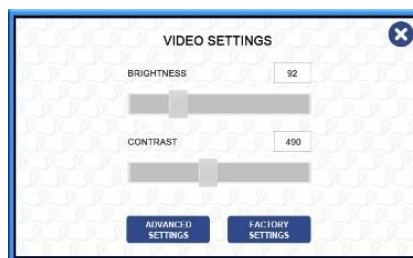 VIDEO SETTINGS
BRIGHTNESS 92
CONTRAST 490
ADVANCED FACTORY
SETTINGS SETTINGS